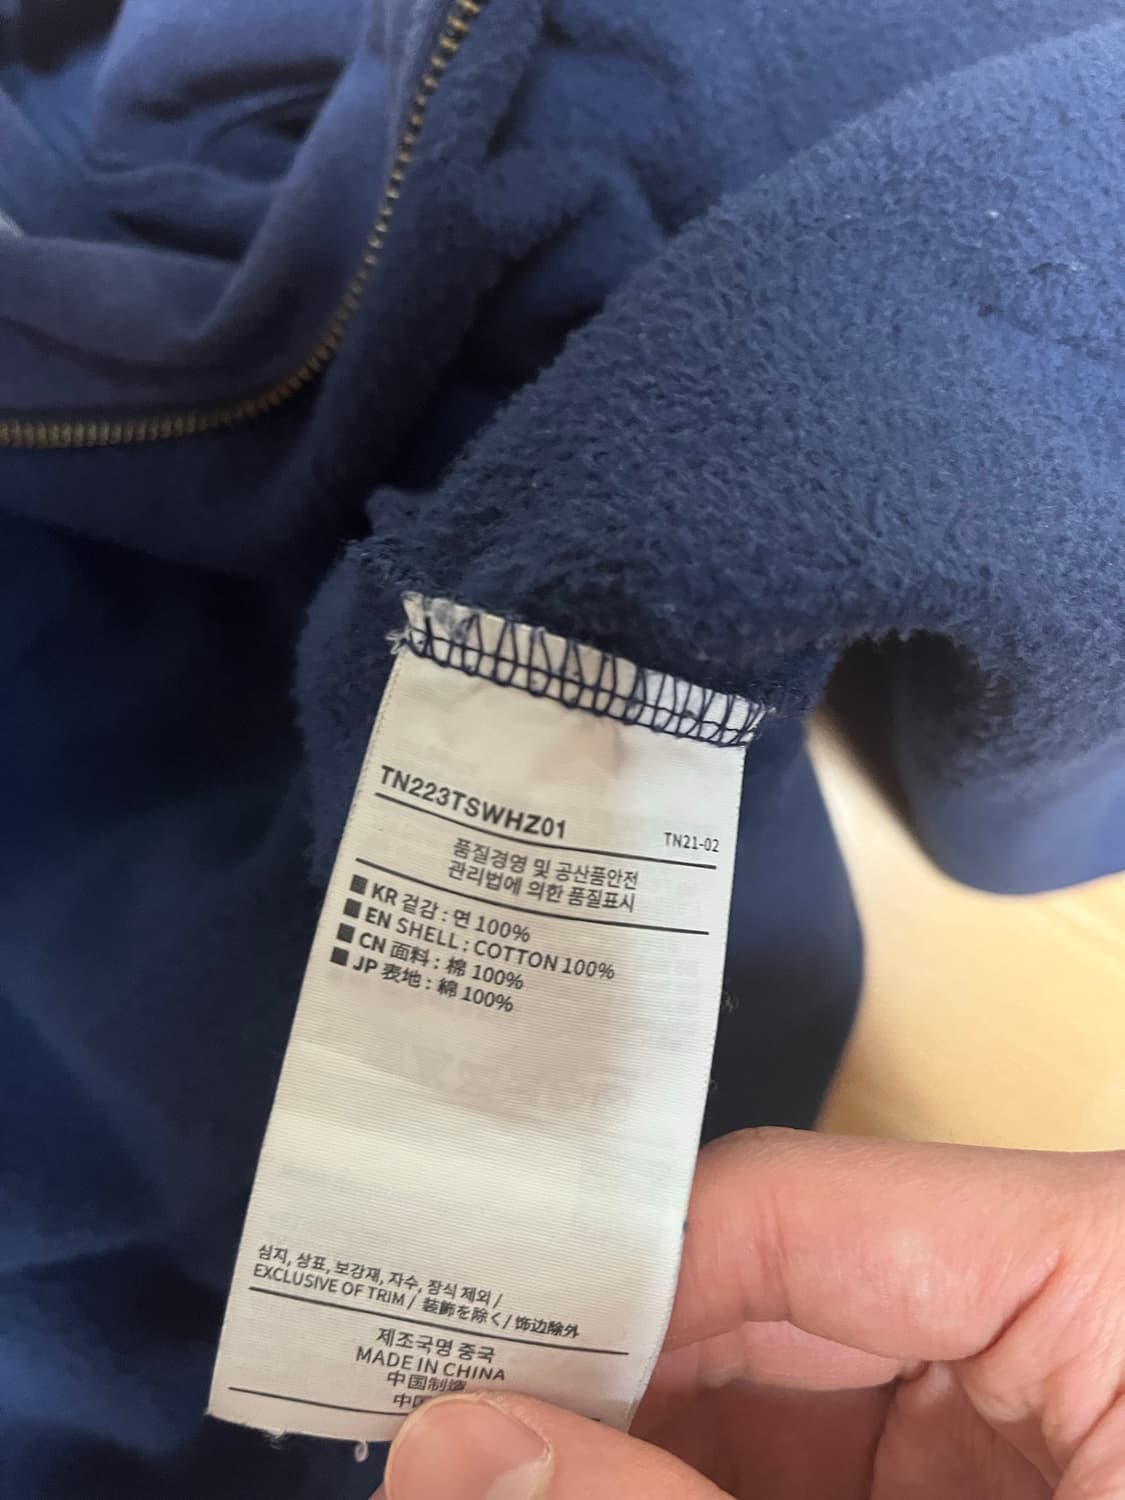 TN223TSWHZ01
TN21-02
품질경영 및 공산품안전
관리법에 의한 품질표시
■ KR 겉감 : 면 100%
■ EN SHELL : COTTON 100%
■ CN 面料 : 棉 100%
■ JP 表地 : 綿 100%
심지, 상표, 보강재, 자수, 장식 제외 /
EXCLUSIVE OF TRIM / 装飾を除く / 饰边除外
제조국명 중국
MADE IN CHINA
中国制造
中国